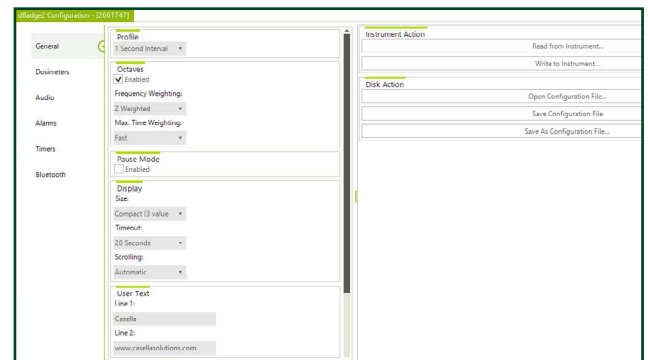 dBadge2 Configuration - [2661747]
General
Dosimeters
Audio
Alarms
Timers
Bluetooth
Profile
1 Second Interval
Octaves
Enabled
Frequency Weighting:
Z Weighted
Max. Time Weighting:
Fast
Pause Mode
Enabled
Display
Size:
Compact (3 value
Timeout:
20 Seconds
Scrolling:
Automatic
User Text
Line 1:
Casella
Line 2:
www.casellasolutions.com
Instrument Action
Read from Instrument...
Write to Instrument...
Disk Action
Open Configuration File...
Save Configuration File
Save As Configuration File...